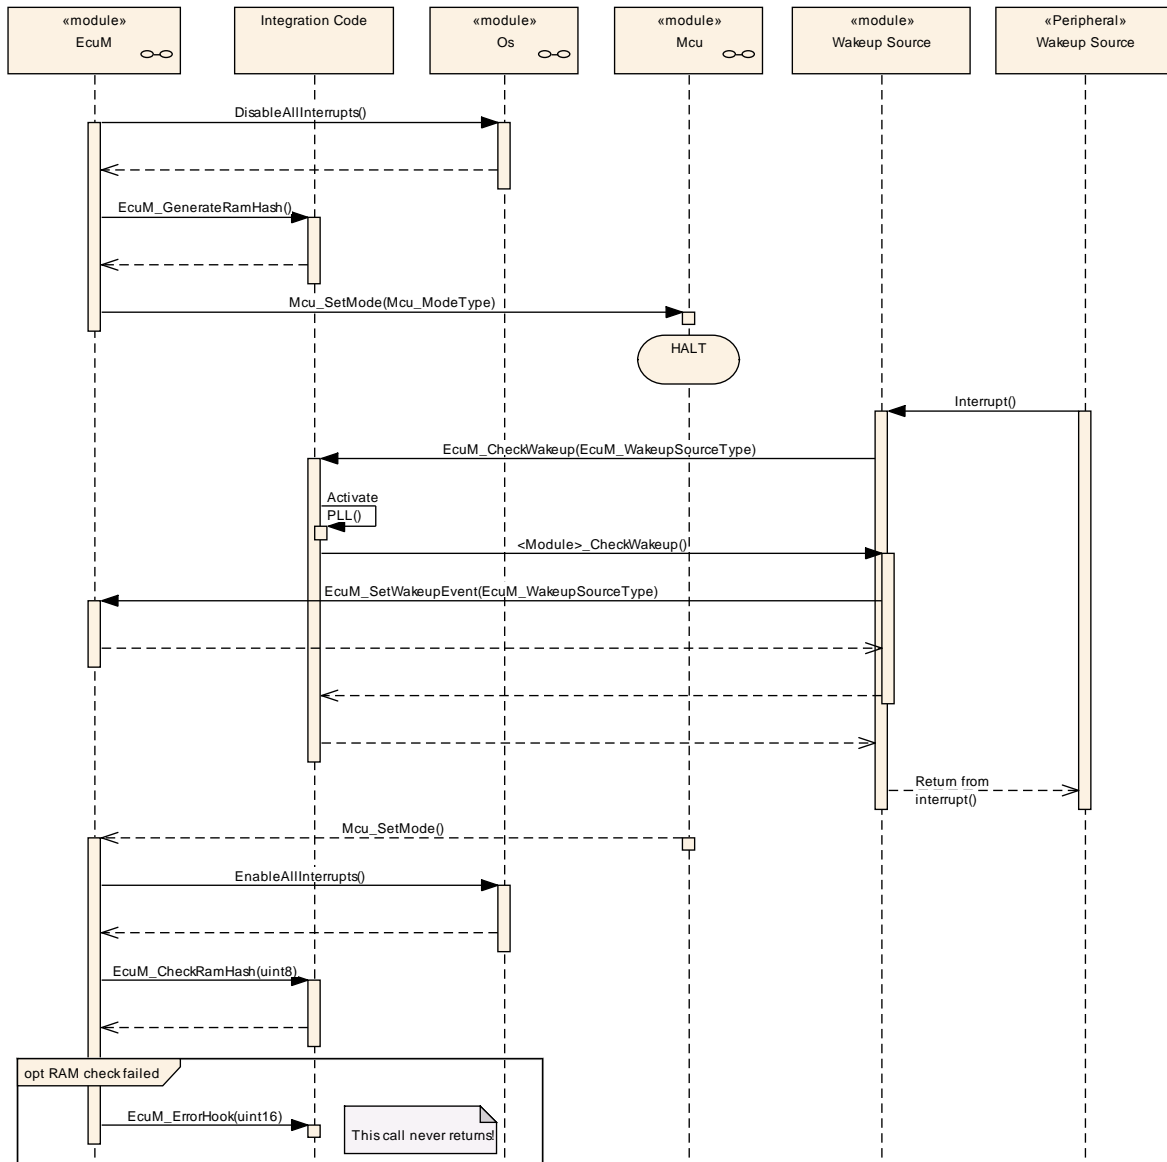 «module»
EcuM
Integration Code
«module»
Os
«module»
Mcu
«module»
Wakeup Source
«Peripheral»
Wakeup Source
DisableAllInterrupts()
EcuM_GenerateRamHash()
Mcu_SetMode(Mcu_ModeType)
HALT
Interrupt()
EcuM_CheckWakeup(EcuM_WakeupSourceType)
Activate
PLL()
<Module>_CheckWakeup()
EcuM_SetWakeupEvent(EcuM_WakeupSourceType)
Return from
interrupt()
Mcu_SetMode()
EnableAllInterrupts()
EcuM_CheckRamHash(uint8)
opt RAM check failed
EcuM_ErrorHook(uint16)
This call never returns!